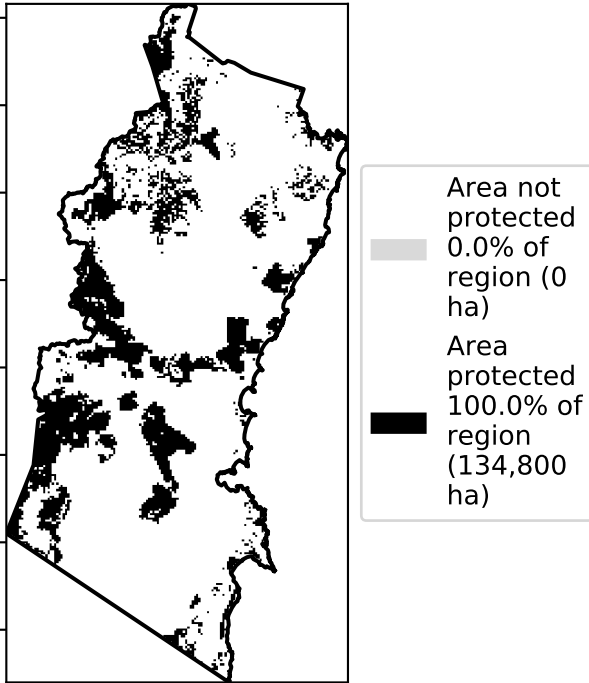 Area not
protected
0.0% of
region (0
ha)
Area
protected
100.0% of
region
(134,800
ha)